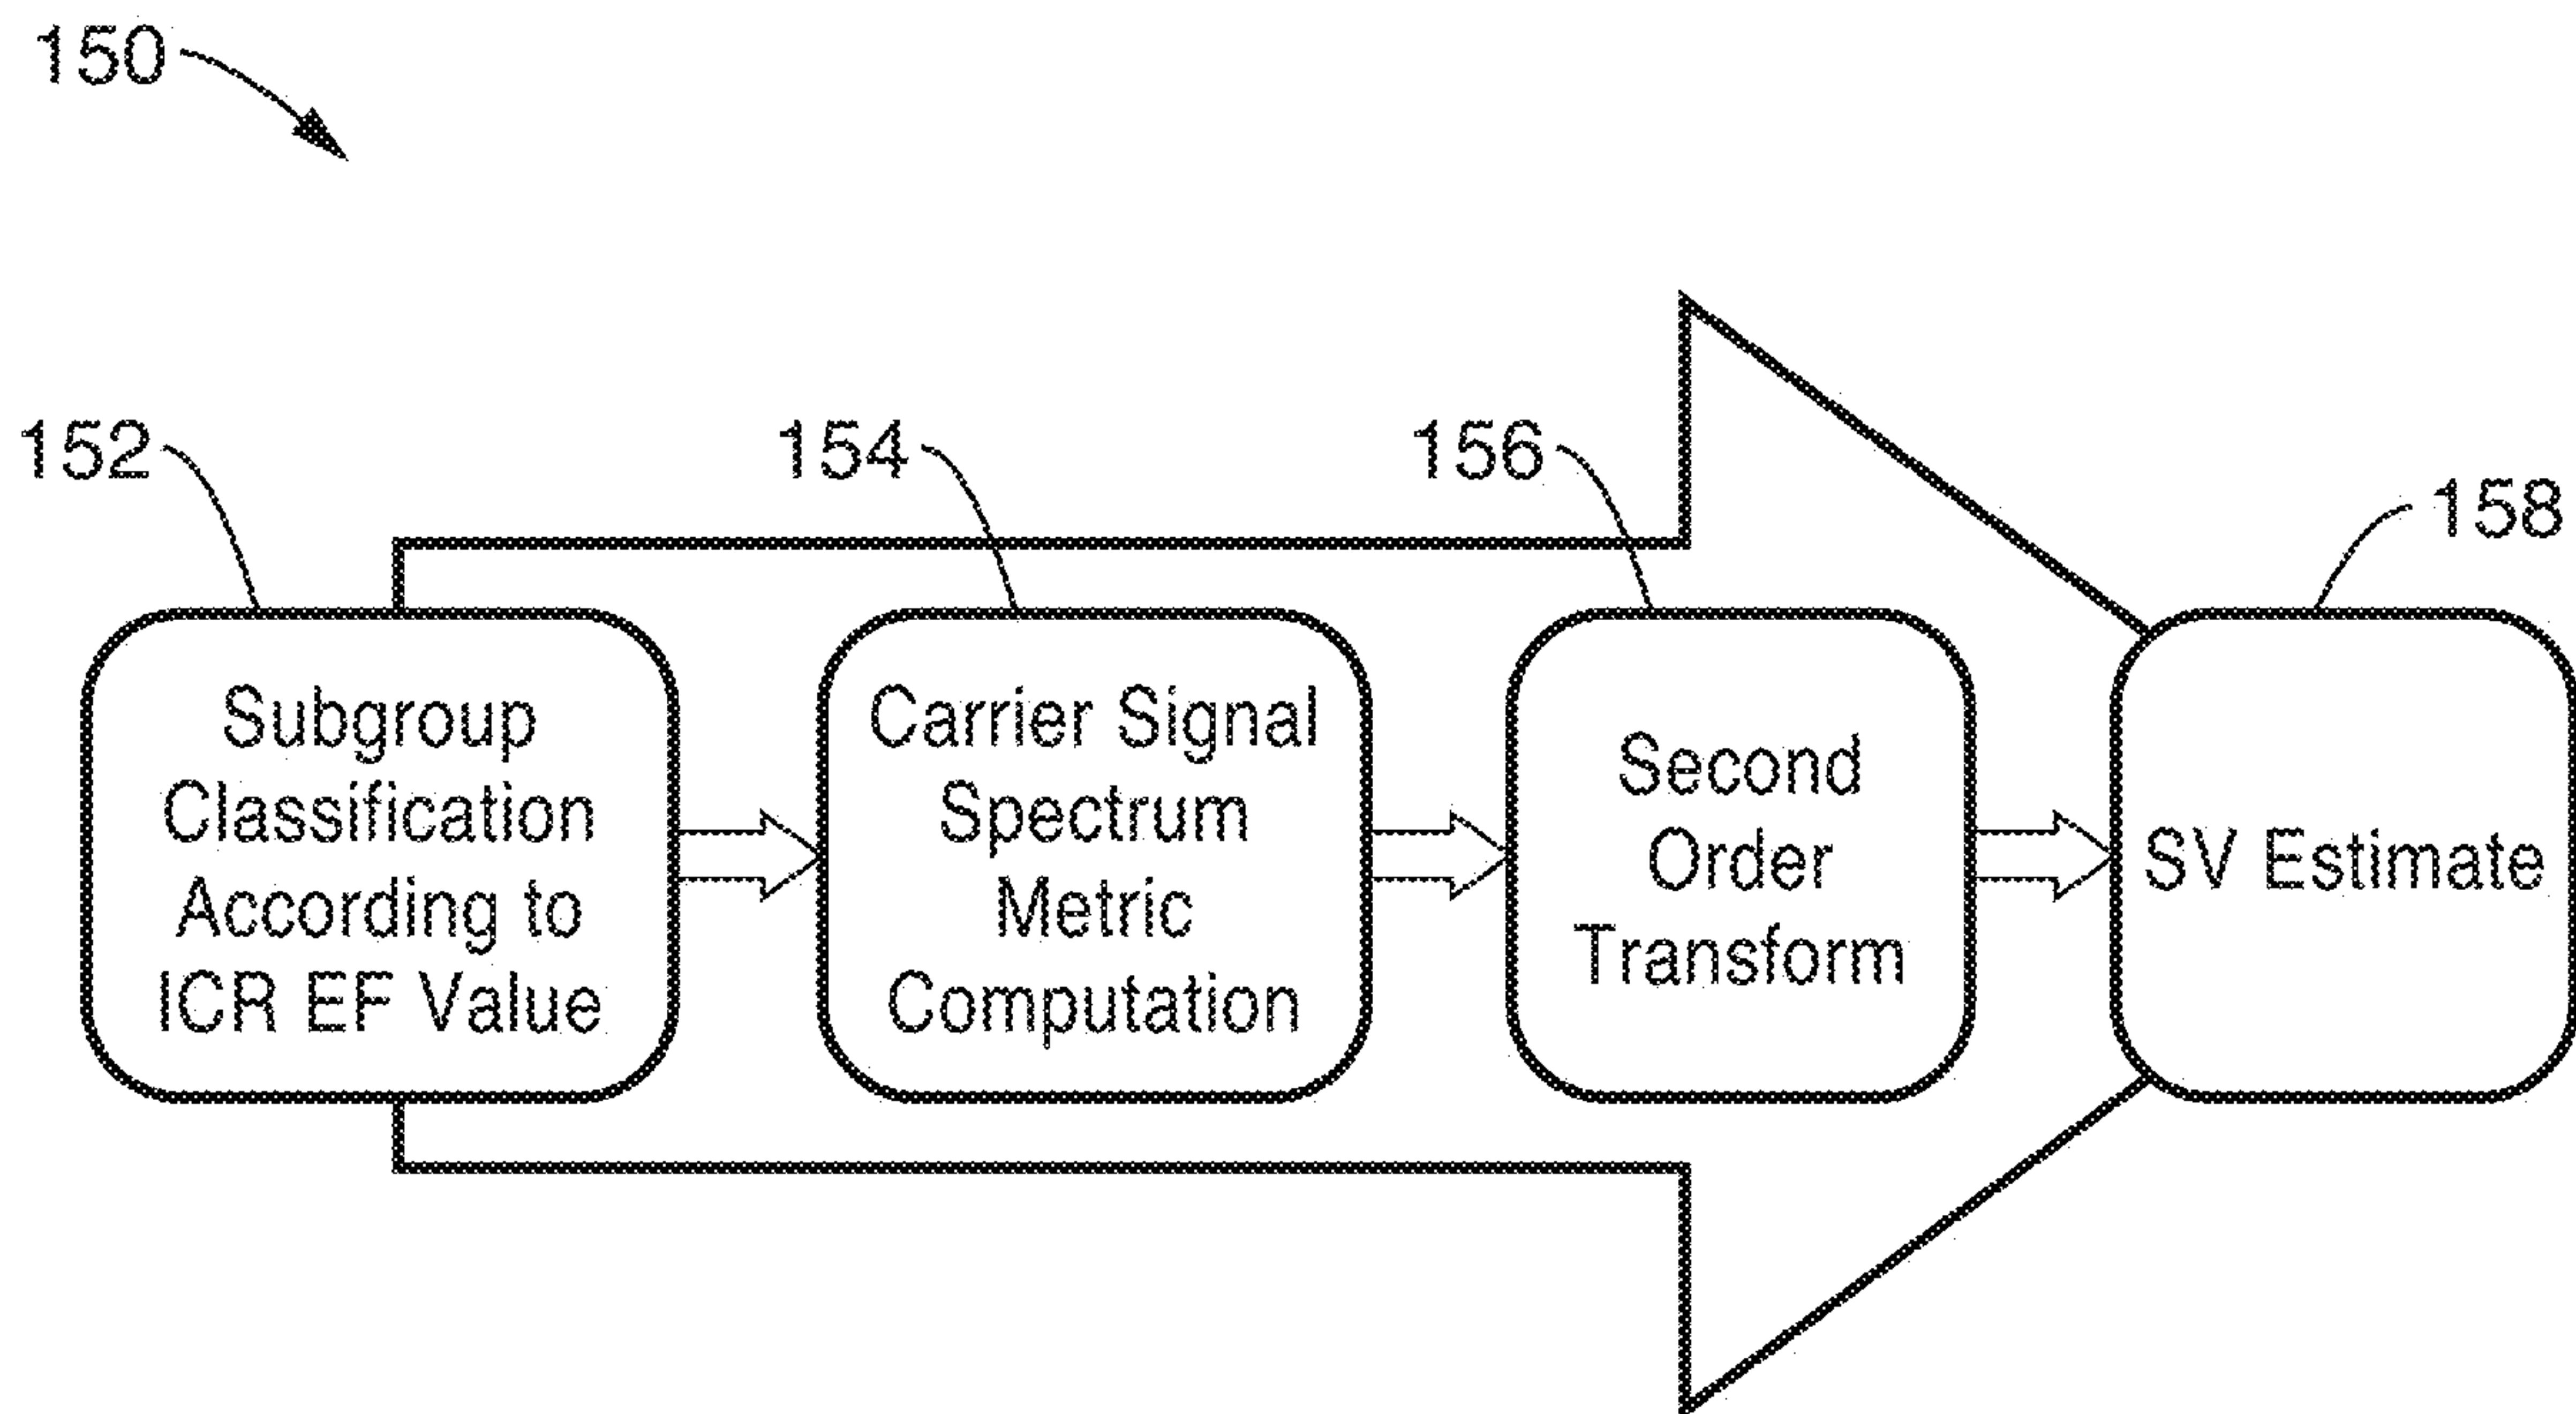 150
152
154
156
158
Subgroup
Classification
According to
ICR EF Value
Carrier Signal
Spectrum
Metric
Computation
Second
Order
Transform
SV Estimate